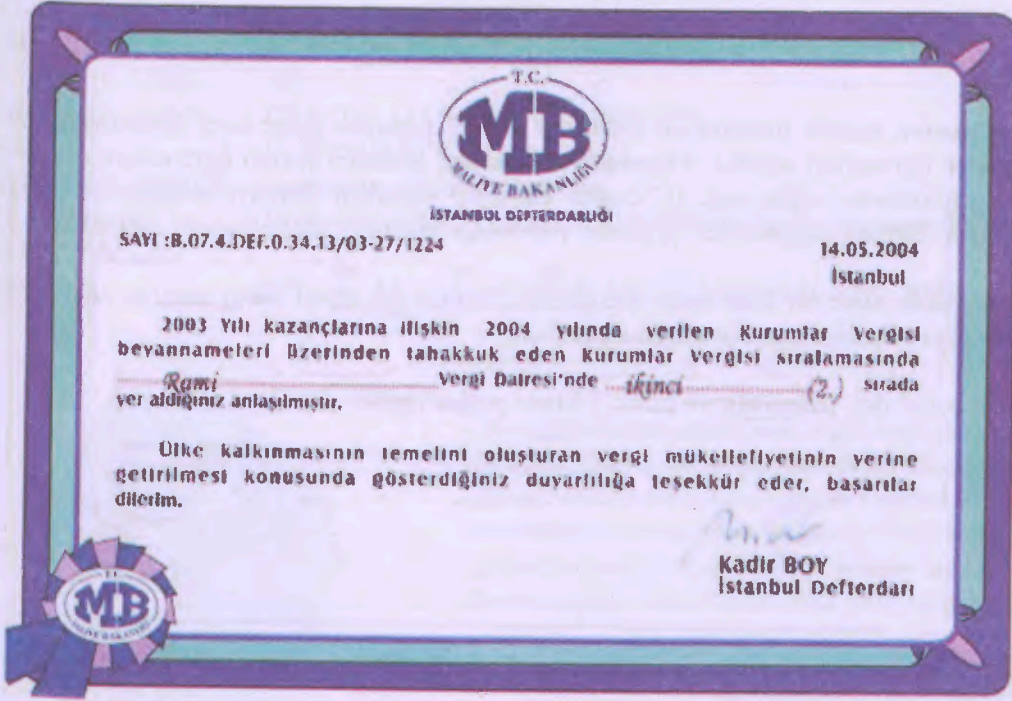 T.C.
MB
MALİYE BAKANLIĞI
İSTANBUL DEFTERDARLIĞI
SAYI :B.07.4.DEF.0.34.13/03-27/1224
14.05.2004
İstanbul
2003 Yılı kazançlarına ilişkin 2004 yılında verilen Kurumlar Vergisi
beyannameleri üzerinden tahakkuk eden Kurumlar Vergisi sıralamasında
Rami Vergi Dairesi'nde ikinci (2.) sırada
yer aldığınız anlaşılmıştır.
Ülke kalkınmasının temelini oluşturan vergi mükellefiyetinin yerine
getirilmesi konusunda gösterdiğiniz duyarlılığa teşekkür eder, başarılar
dilerim.
Kadir BOY
İstanbul Defterdarı
T.C.
MB
MALİYE BAKANLIĞI